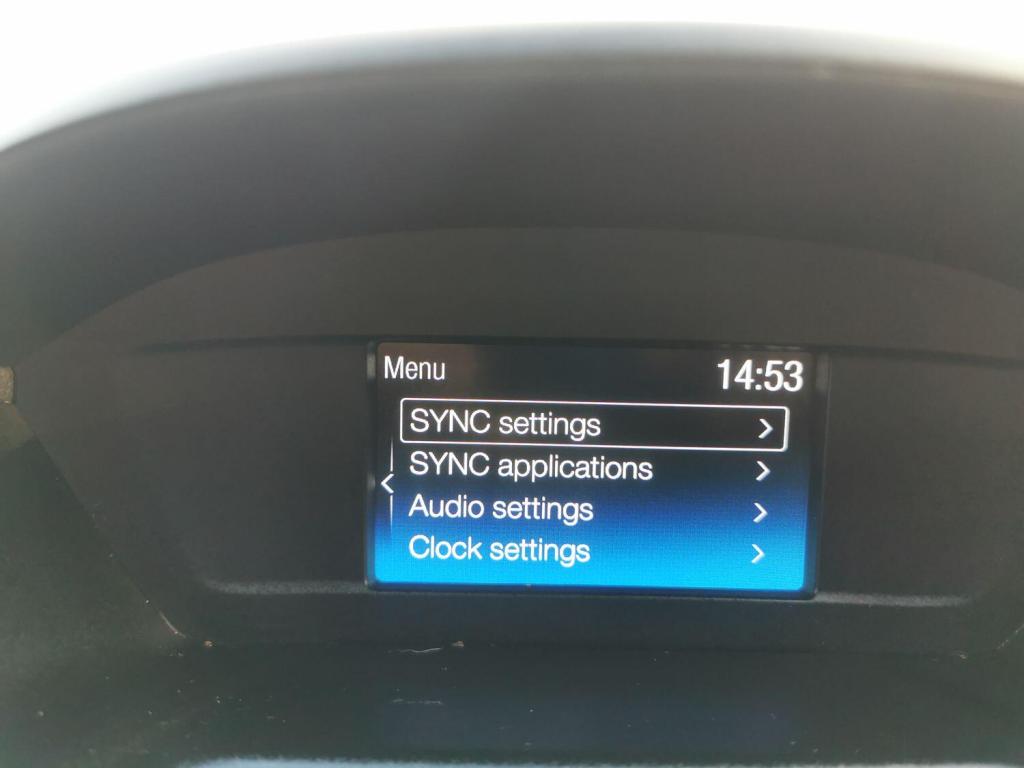 Menu 14:53
SYNC settings
SYNC applications
Audio settings
Clock settings